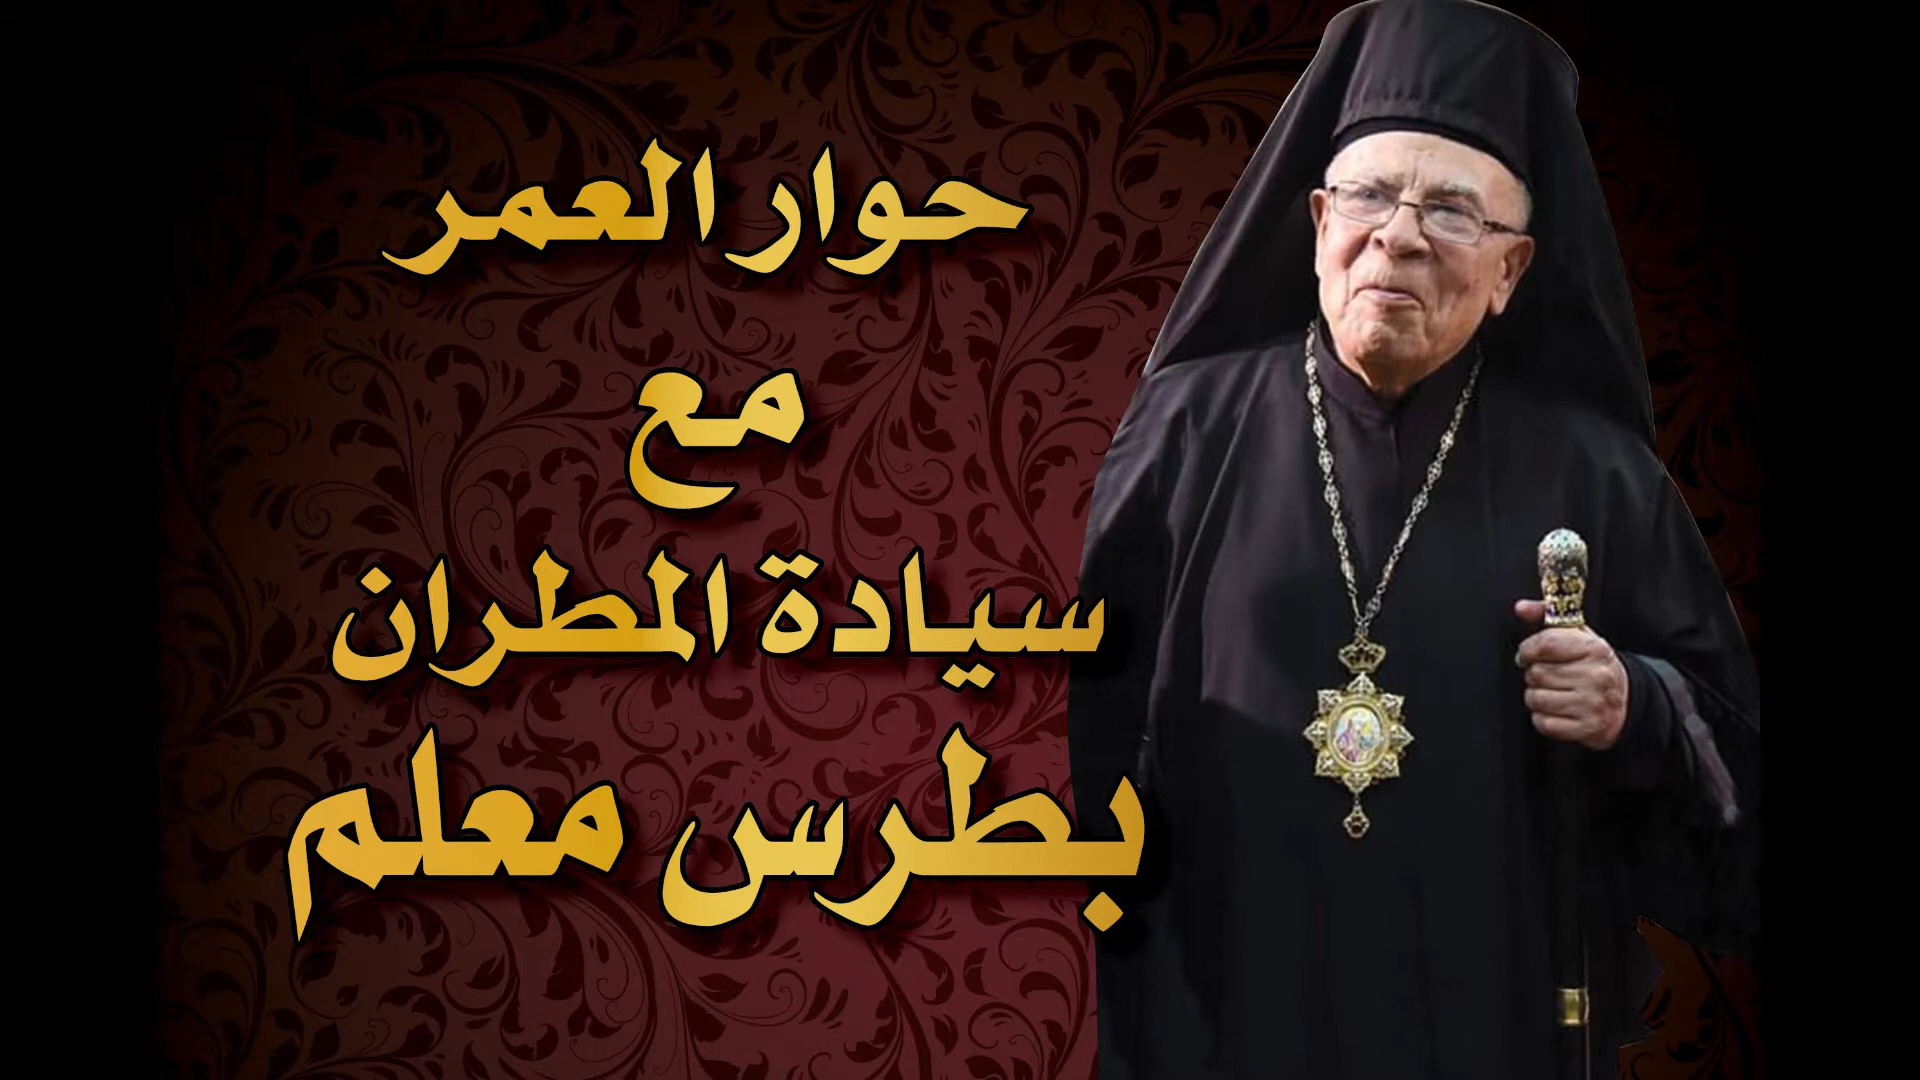 حوار العمر
مع
سيادة المطران
بطرس معلم